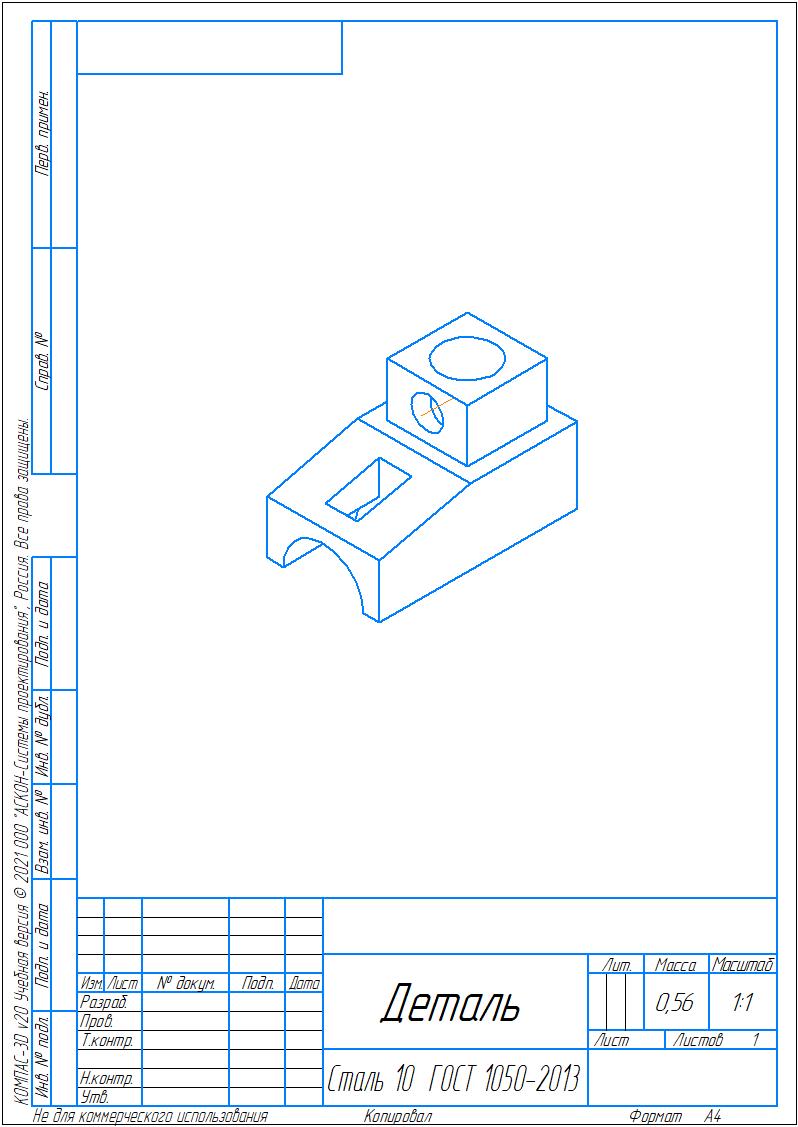 Перв. примен.
Справ. №
Подп. и дата
Инв. № дубл.
Взам. инв. №
Подп. и дата
Инв. № подл.
КОМПАС-3D v20 Учебная версия © 2021 ООО "АСКОН-Системы проектирования", Россия. Все права защищены.
Изм. Лист № докум. Подп. Дата
Разраб.
Пров.
Т.контр.
Н.контр.
Утв.
Деталь
Сталь 10 ГОСТ 1050-2013
Лит. Масса Масштаб
0,56 1:1
Лист Листов 1
Не для коммерческого использования Копировал Формат A4